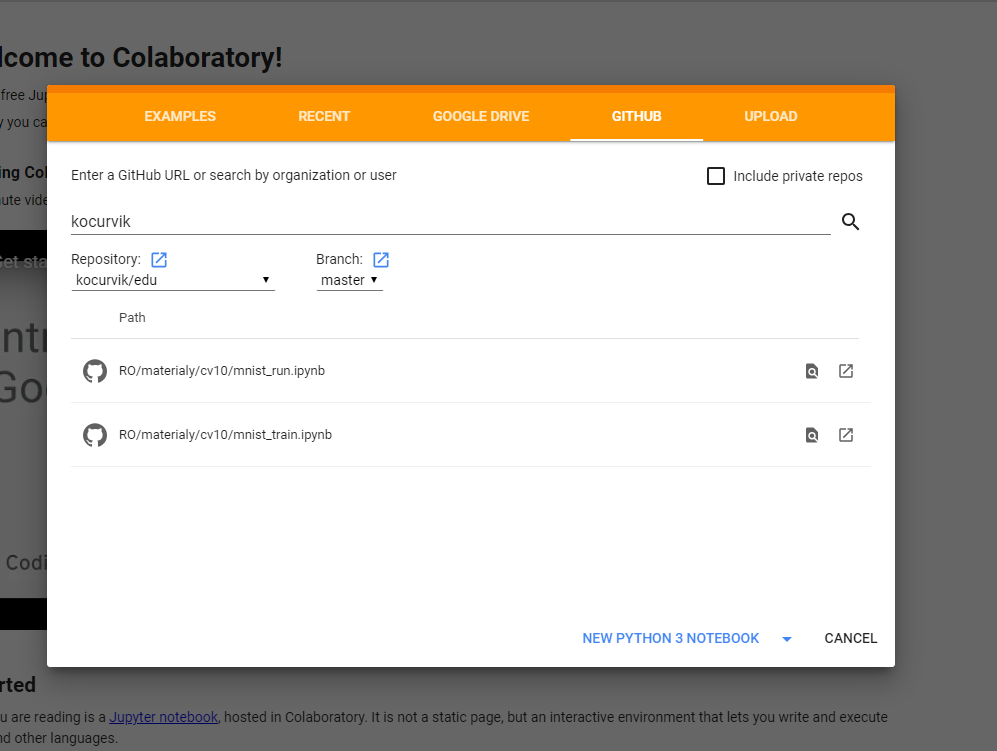 lcome to Colaboratory!
free Jup
y you ca
EXAMPLES RECENT GOOGLE DRIVE GITHUB UPLOAD
ing Col
Enter a GitHub URL or search by organization or user
Include private repos
nute vide
kocurvik
Get sta
Repository: Branch:
kocurvik/edu master
Path
ntr
Goo
RO/materialy/cv10/mnist_run.ipynb
RO/materialy/cv10/mnist_train.ipynb
Codi
NEW PYTHON 3 NOTEBOOK CANCEL
rted
u are reading is a Jupyter notebook, hosted in Colaboratory. It is not a static page, but an interactive environment that lets you write and execute
nd other languages.